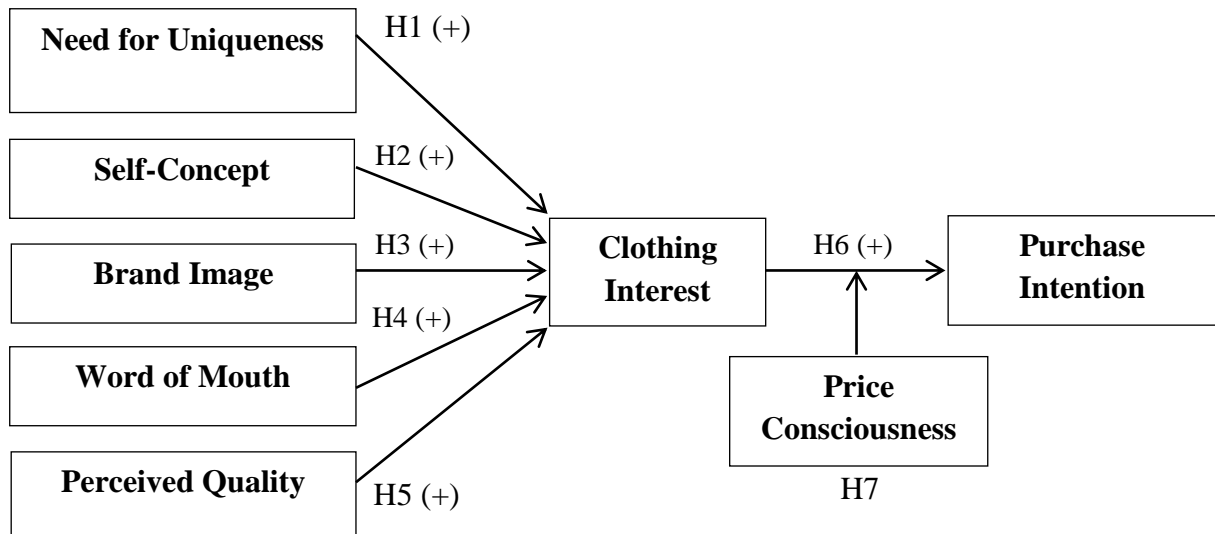 Need for Uniqueness
H1 (+)
Self-Concept
H2 (+)
Brand Image
H3 (+)
Word of Mouth
H4 (+)
Perceived Quality
H5 (+)
Clothing
Interest
H6 (+)
Purchase
Intention
Price
Consciousness
H7